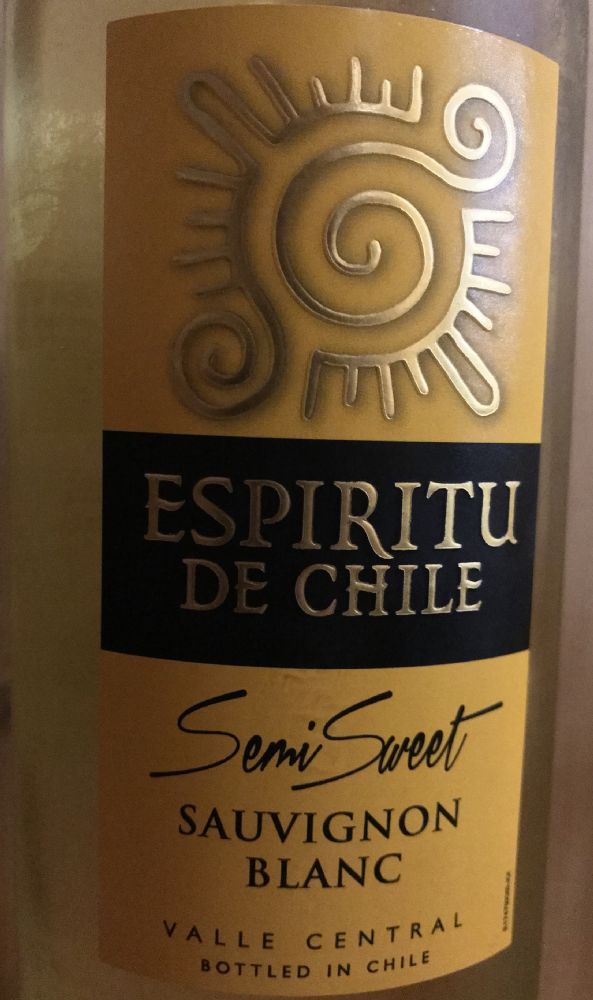 ESPIRITU
DE CHILE
Semi Sweet
SAUVIGNON
BLANC
VALLE CENTRAL
BOTTLED IN CHILE